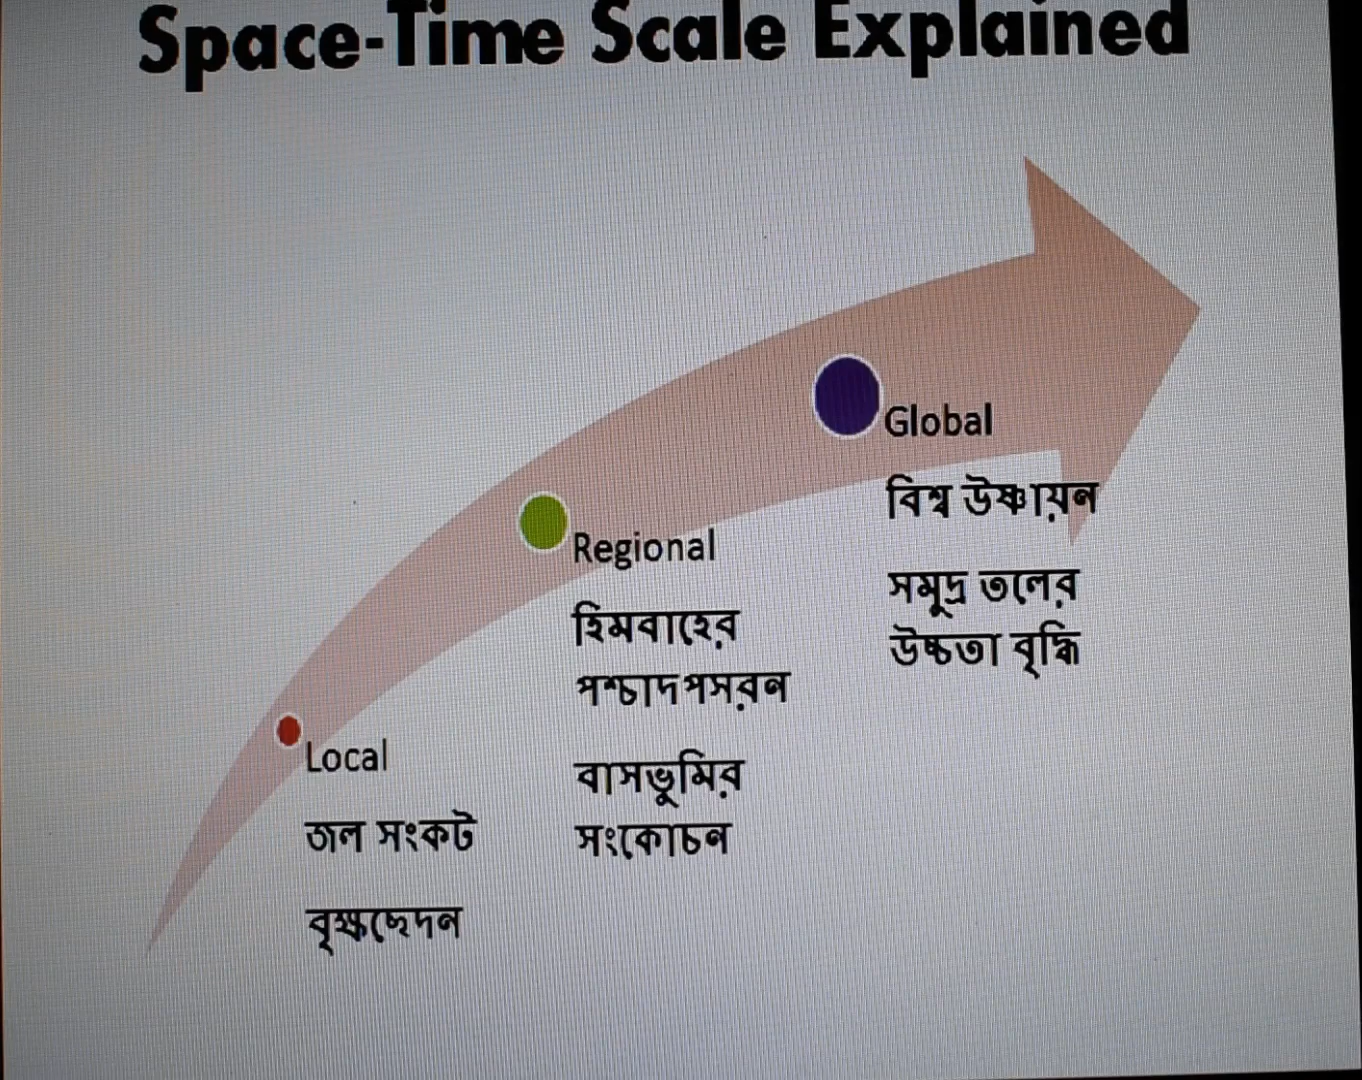 Space-Time Scale Explained
Global
বিশ্ব উষ্ণায়ন
সমূদ্র তলের
উচ্চতা বৃদ্ধি
Regional
হিমবাহের
পশ্চাদপসরন
বাসভূমির
সংকোচন
Local
জল সংকট
বৃক্ষছেদন